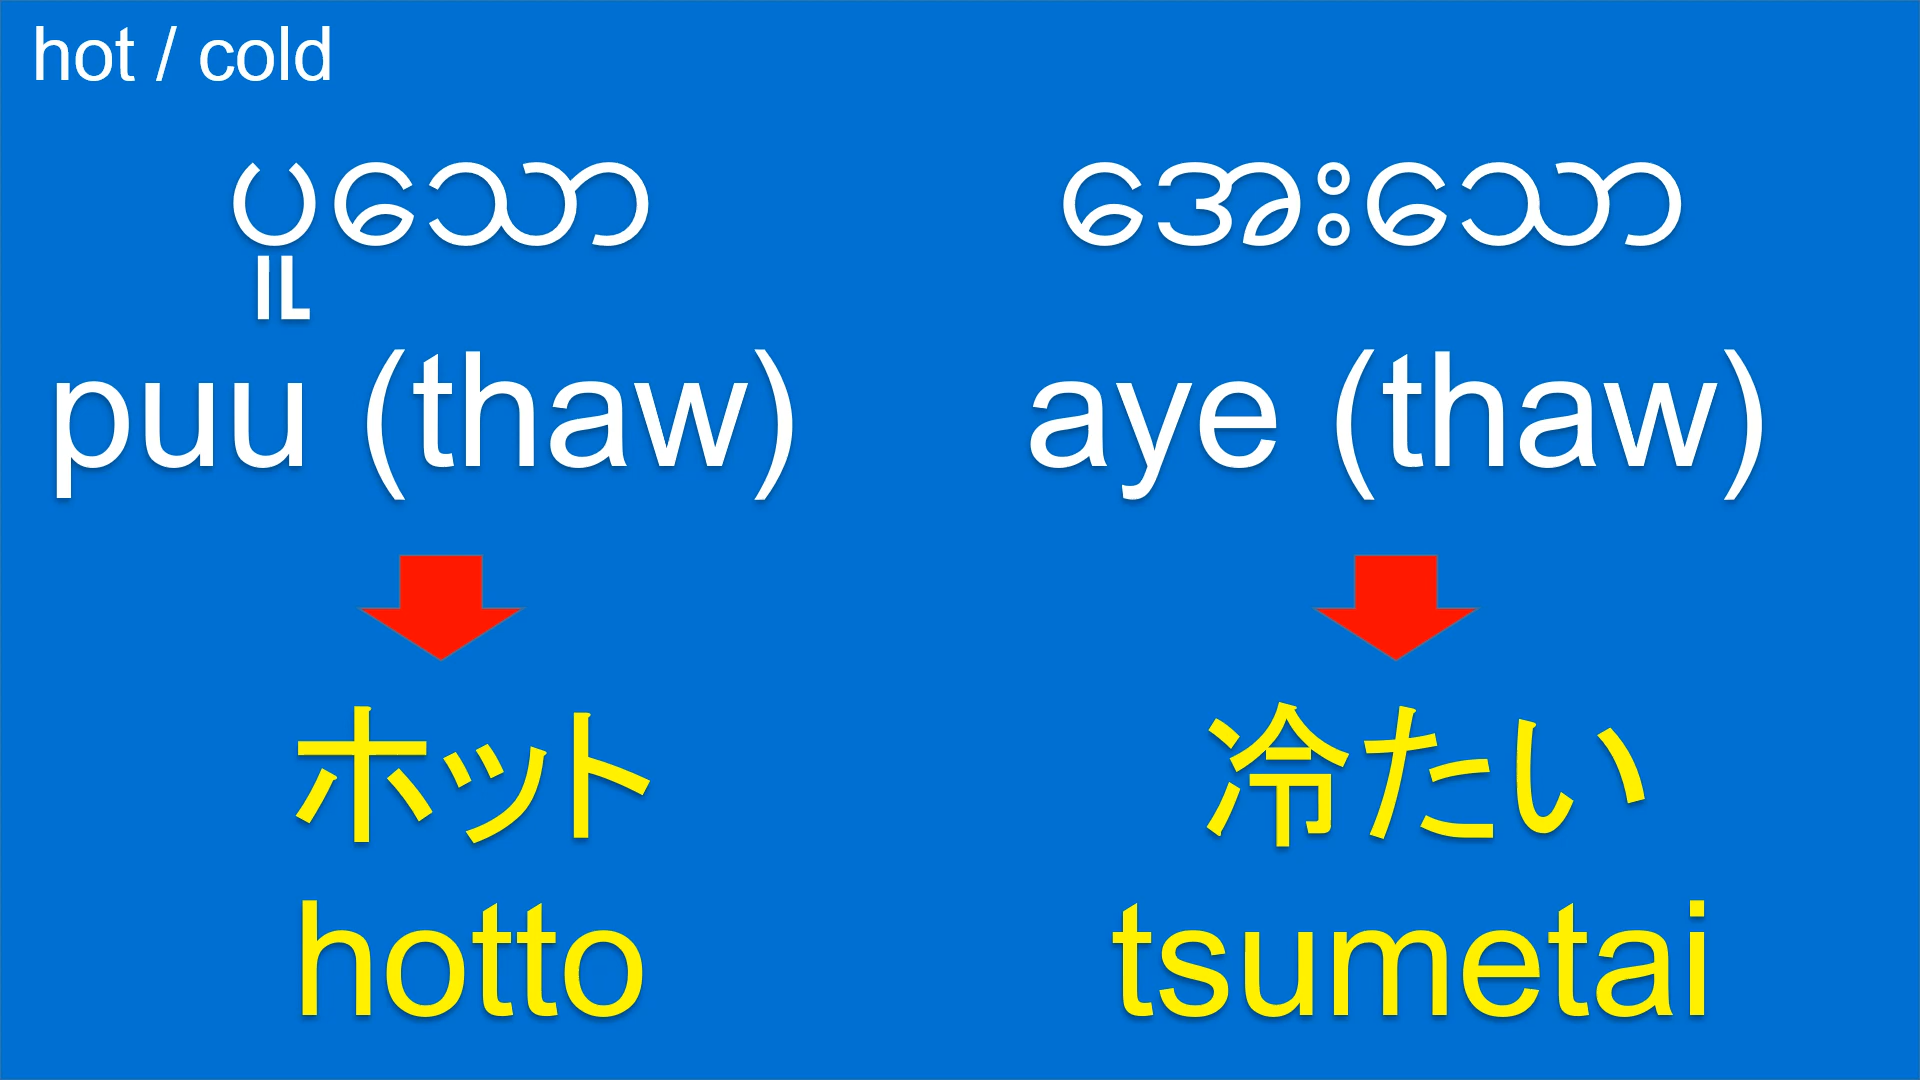 hot / cold
ပူသော
အေးသော
puu (thaw)
aye (thaw)
ホット
冷たい
hotto
tsumetai